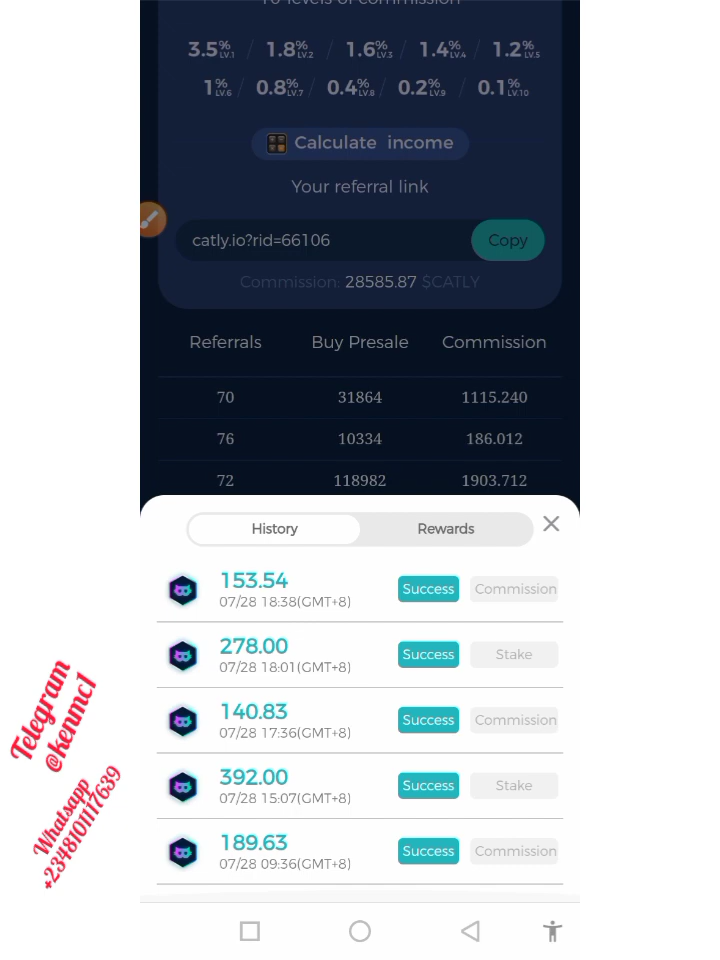 10 levels of commission
3.5% LV.1 / 1.8% LV.2 / 1.6% LV.3 / 1.4% LV.4 / 1.2% LV.5
1% LV.6 / 0.8% LV.7 / 0.4% LV.8 / 0.2% LV.9 / 0.1% LV.10
Calculate income
Your referral link
catly.io?rid=66106 Copy
Commission: 28585.87 $CATLY
Referrals Buy Presale Commission
70 31864 1115.240
76 10334 186.012
72 118982 1903.712
History Rewards
153.54
07/28 18:38(GMT+8) Success Commission
278.00
07/28 18:01(GMT+8) Success Stake
140.83
07/28 17:36(GMT+8) Success Commission
392.00
07/28 15:07(GMT+8) Success Stake
189.63
07/28 09:36(GMT+8) Success Commission
Telegram
@kenmc1
Whatsapp
+2348101117639